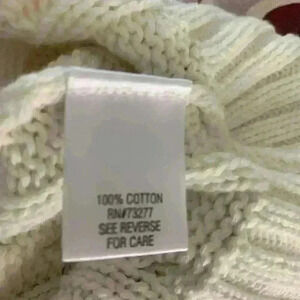 100% COTTON
RN#73277
SEE REVERSE
FOR CARE